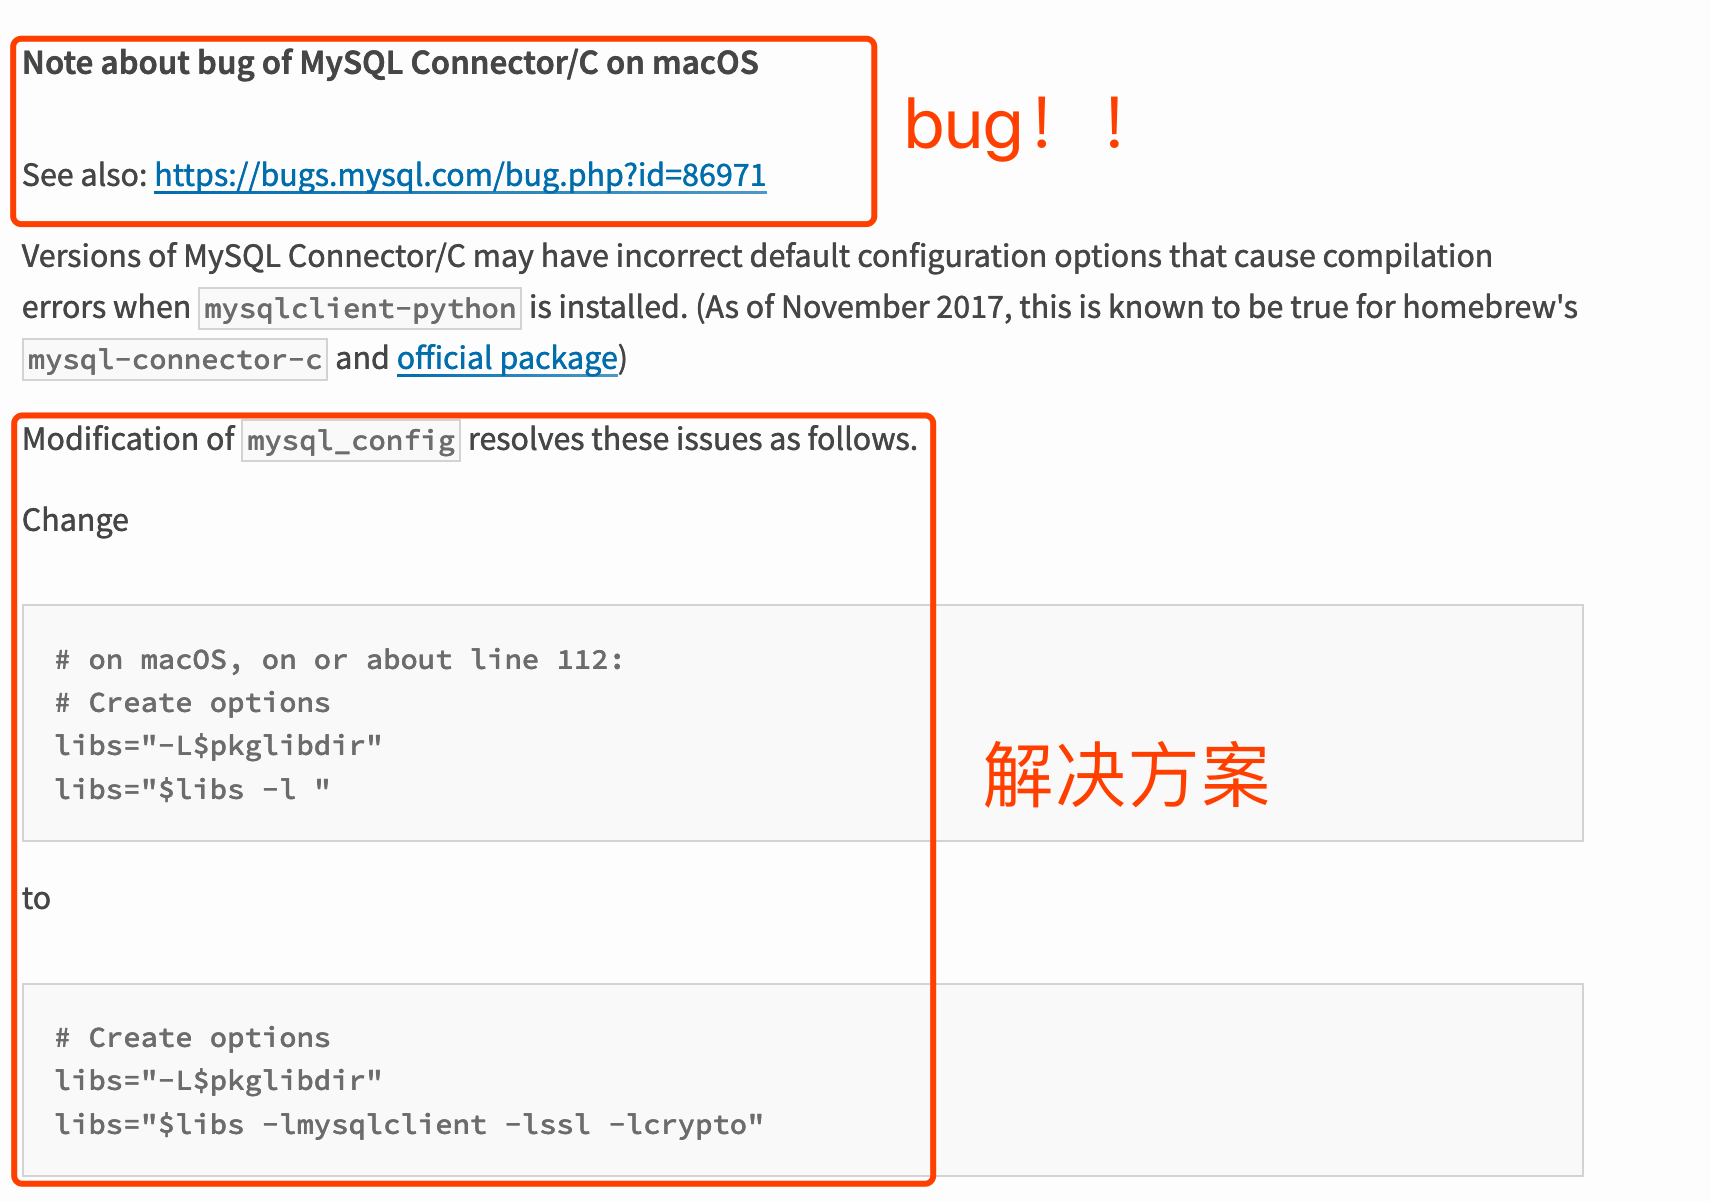 Note about bug of MySQL Connector/C on macOS
bug！！
See also: https://bugs.mysql.com/bug.php?id=86971
Versions of MySQL Connector/C may have incorrect default configuration options that cause compilation
errors when mysqlclient-python is installed. (As of November 2017, this is known to be true for homebrew's
mysql-connector-c and official package)
Modification of mysql_config resolves these issues as follows.
Change
# on macOS, on or about line 112:
# Create options
libs="-L$pkglibdir"
libs="$libs -l "
解决方案
to
# Create options
libs="-L$pkglibdir"
libs="$libs -lmysqlclient -lssl -lcrypto"